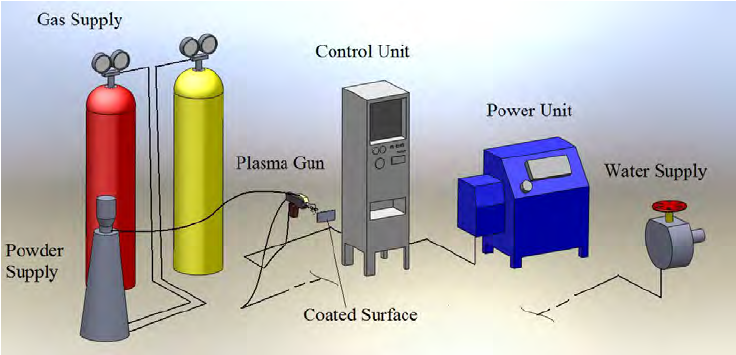 Gas Supply
Control Unit
Power Unit
Plasma Gun
Water Supply
Powder
Supply
Coated Surface